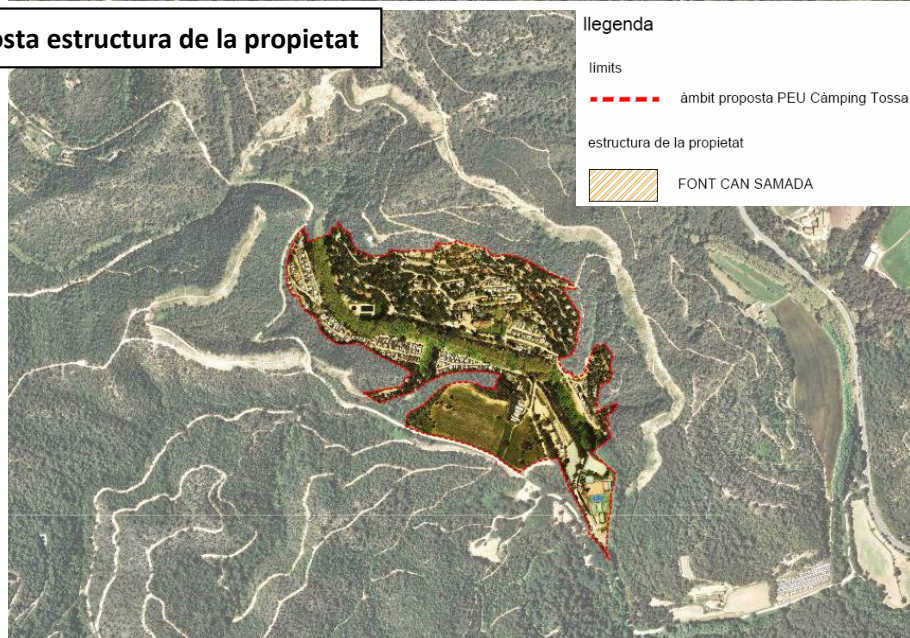 osta estructura de la propietat
llegenda
límits
àmbit proposta PEU Càmping Tossa
estructura de la propietat
FONT CAN SAMADA